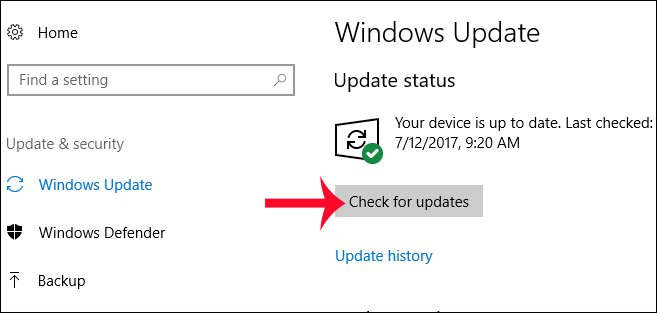 Home
Find a setting
Update & security
Windows Update
Windows Defender
Backup
Windows Update
Update status
Your device is up to date. Last checked:
7/12/2017, 9:20 AM
Check for updates
Update history